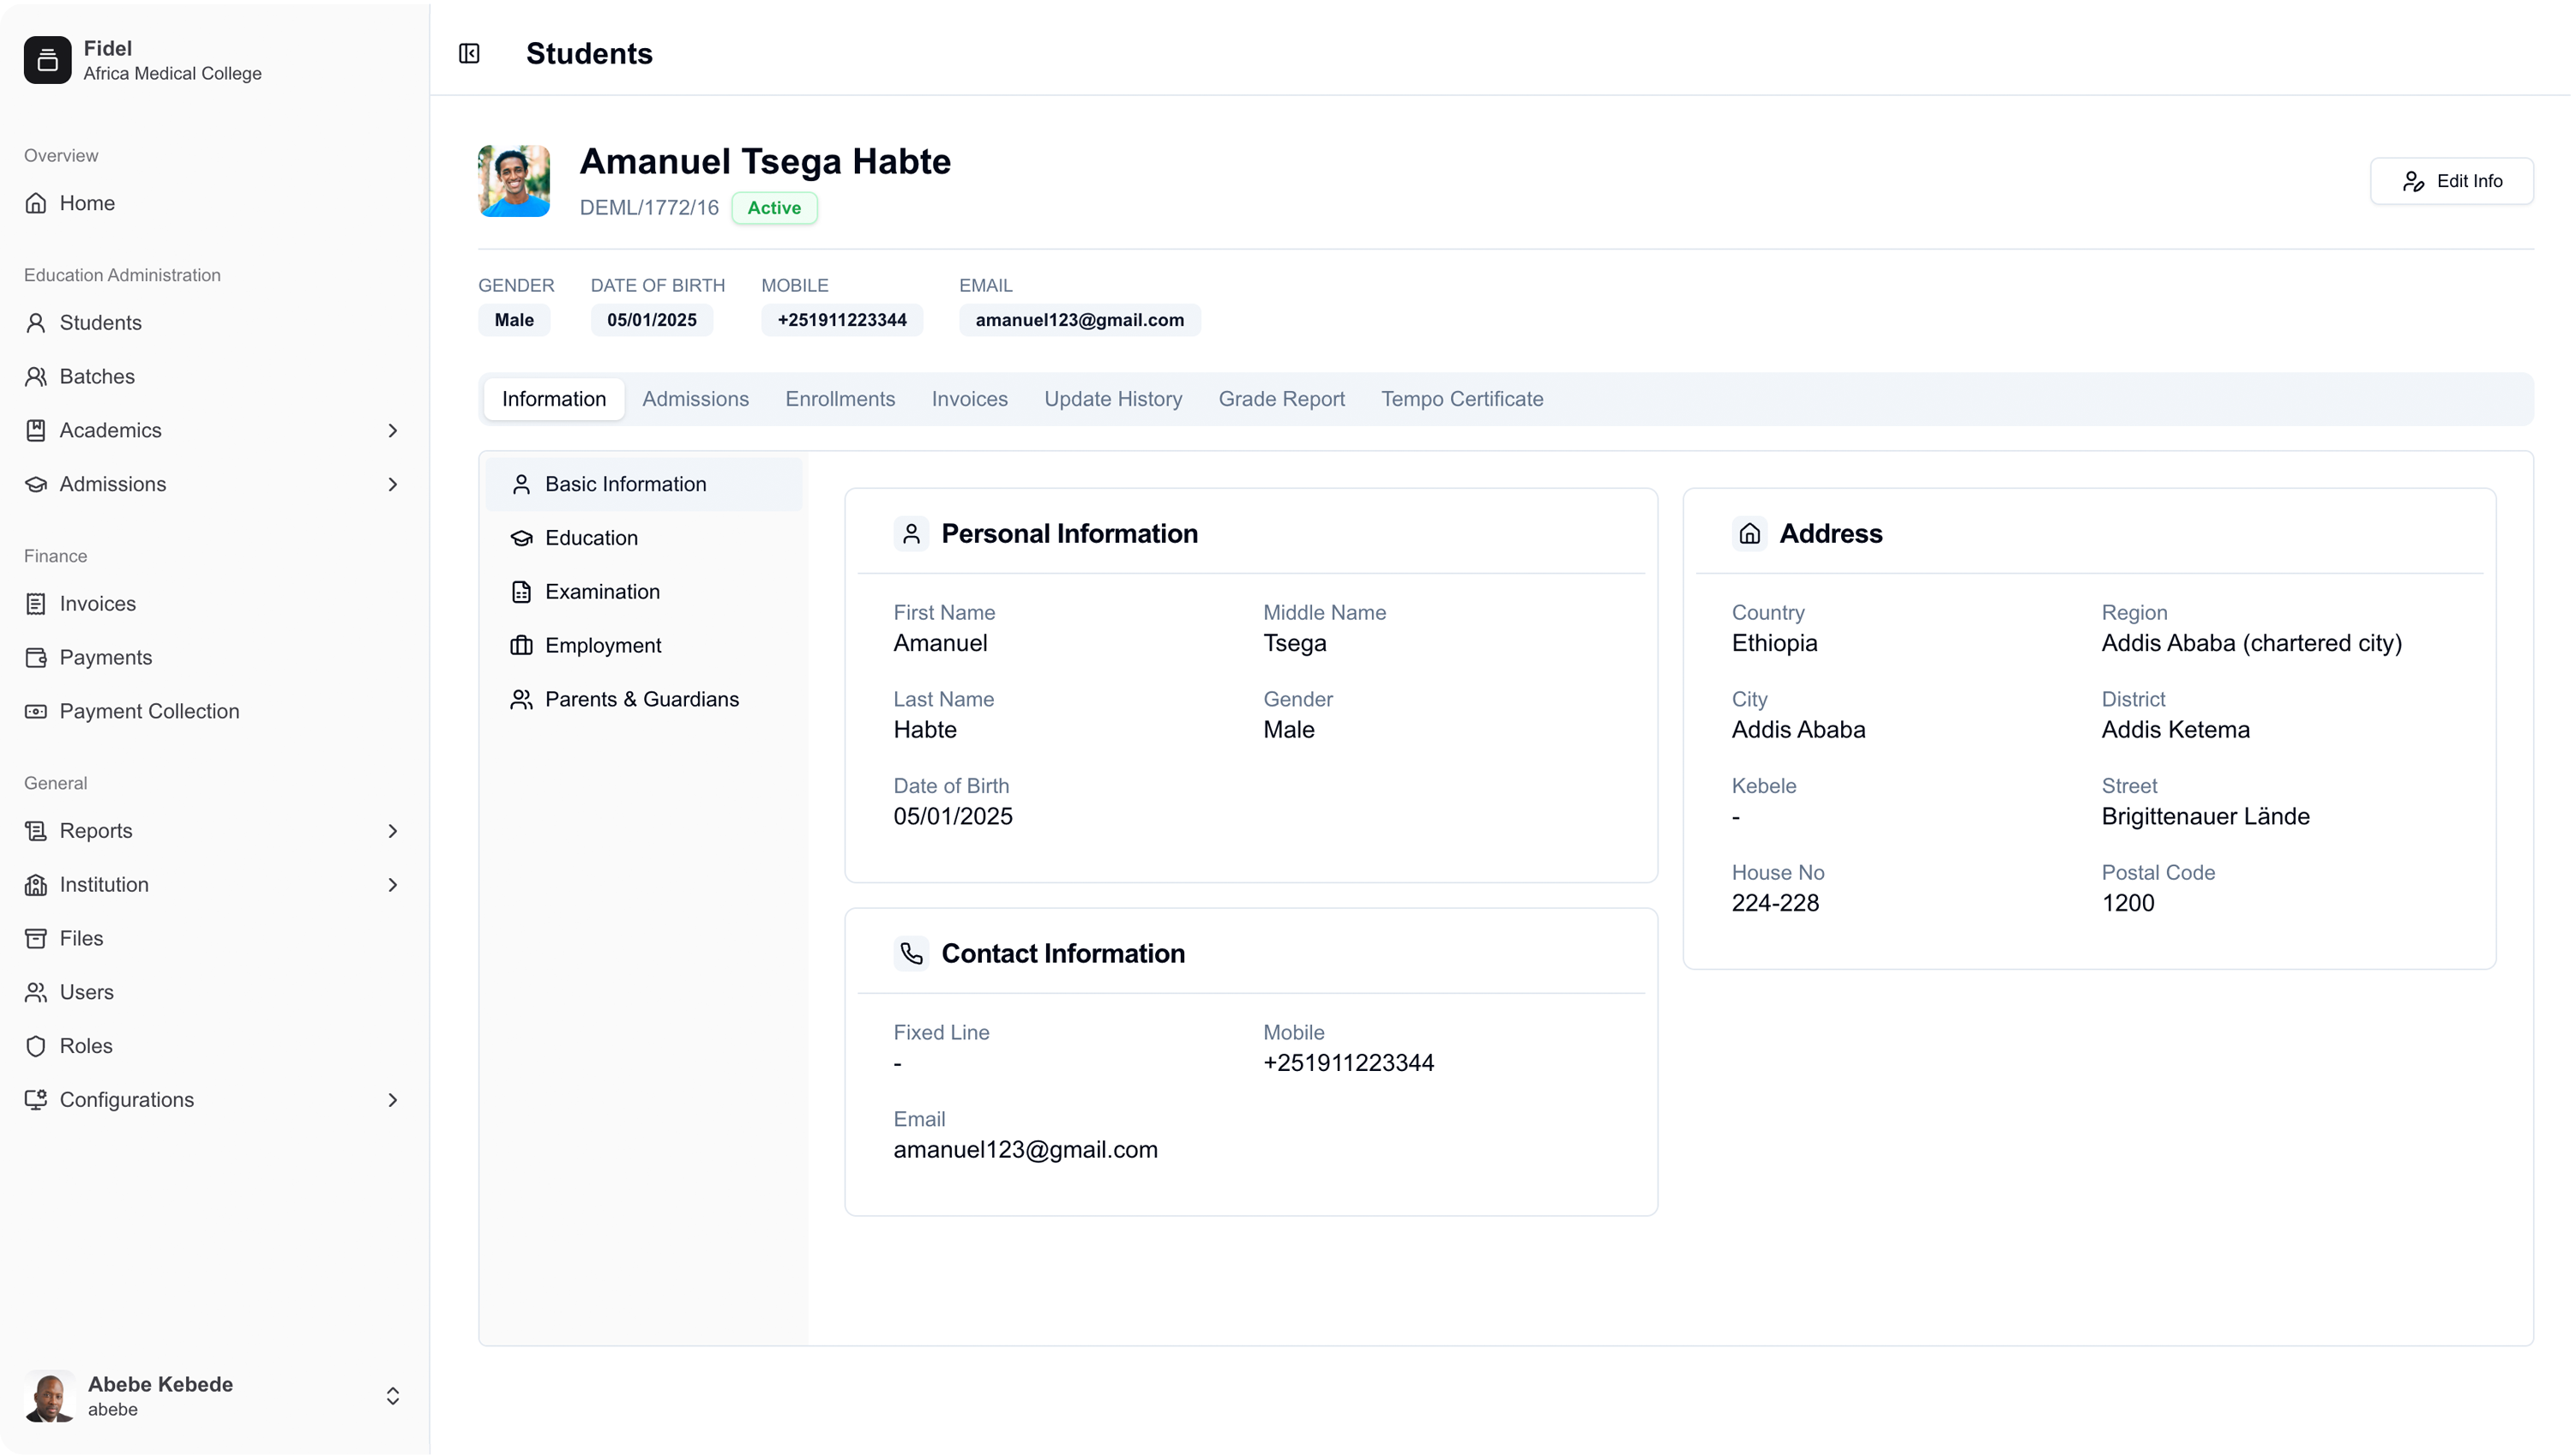 Fidel
Africa Medical College
Overview
Home
Education Administration
Students
Batches
Academics
Admissions
Finance
Invoices
Payments
Payment Collection
General
Reports
Institution
Files
Users
Roles
Configurations
Abebe Kebede
abebe
Students
Amanuel Tsega Habte
DEML/1772/16 Active
Edit Info
GENDER DATE OF BIRTH MOBILE EMAIL
Male 05/01/2025 +251911223344 amanuel123@gmail.com
Information Admissions Enrollments Invoices Update History Grade Report Tempo Certificate
Basic Information
Education
Examination
Employment
Parents & Guardians
Personal Information
First Name Middle Name
Amanuel Tsega
Last Name Gender
Habte Male
Date of Birth
05/01/2025
Contact Information
Fixed Line Mobile
- +251911223344
Email
amanuel123@gmail.com
Address
Country Region
Ethiopia Addis Ababa (chartered city)
City District
Addis Ababa Addis Ketema
Kebele Street
- Brigittenauer Lände
House No Postal Code
224-228 1200